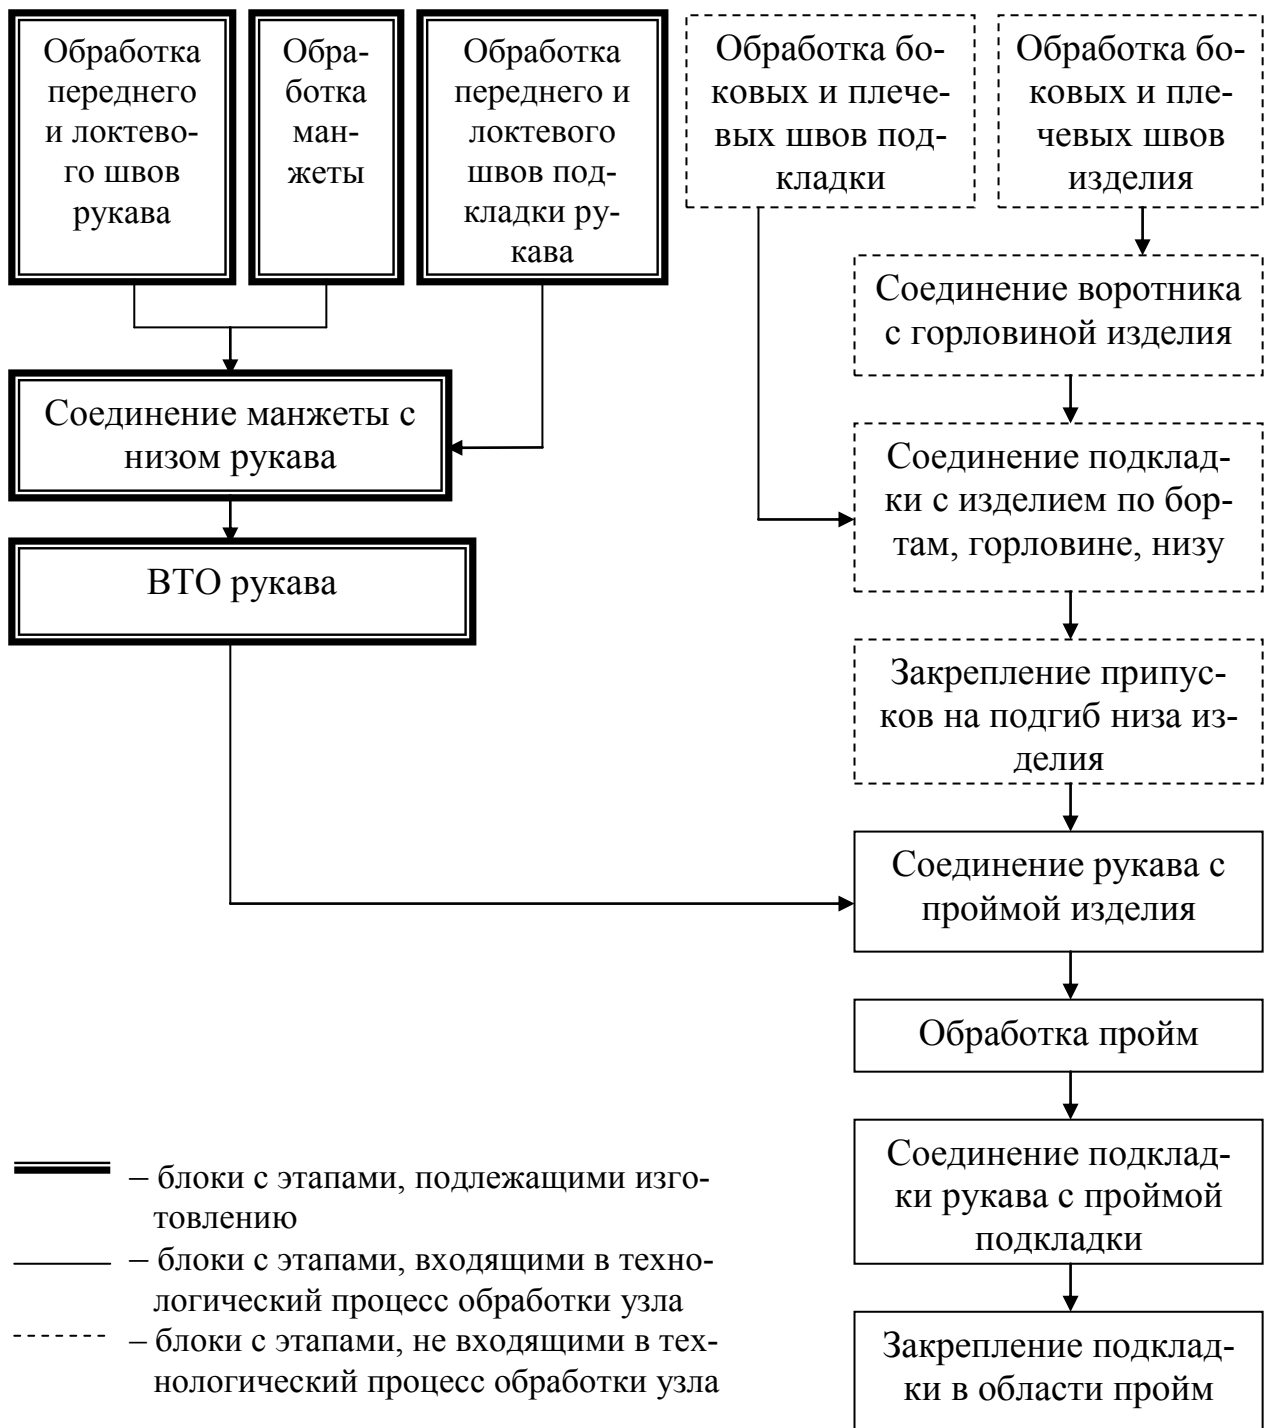 Обработка
переднего
и локтево-
го швов
рукава
Обра-
ботка
ман-
жеты
Обработка
переднего и
локтевого
швов под-
кладки ру-
кава
Обработка бо-
ковых и плече-
вых швов под-
кладки
Обработка бо-
ковых и пле-
чевых швов
изделия
Соединение воротника
с горловиной изделия
Соединение манжеты с
низом рукава
Соединение подклад-
ки с изделием по бор-
там, горловине, низу
ВТО рукава
Закрепление припус-
ков на подгиб низа из-
делия
Соединение рукава с
проймой изделия
Обработка пройм
Соединение подклад-
ки рукава с проймой
подкладки
Закрепление подклад-
ки в области пройм
– блоки с этапами, подлежащими изго-
товлению
– блоки с этапами, входящими в техно-
логический процесс обработки узла
– блоки с этапами, не входящими в тех-
нологический процесс обработки узла